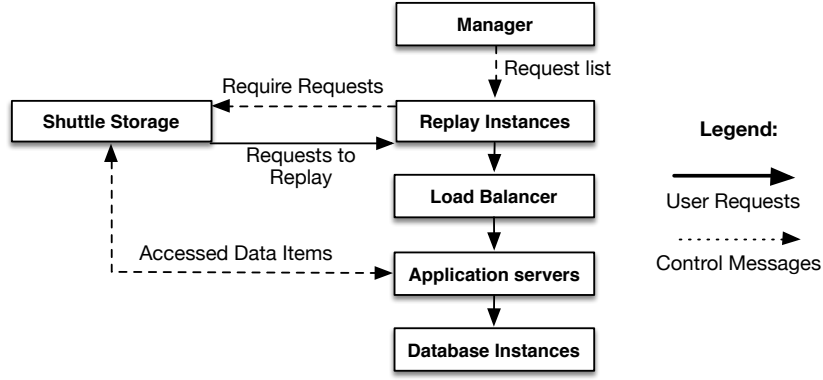 Manager
Request list
Require Requests
Shuttle Storage
Replay Instances
Requests to
Replay
Legend:
Load Balancer
User Requests
Accessed Data Items
Control Messages
Application servers
Database Instances